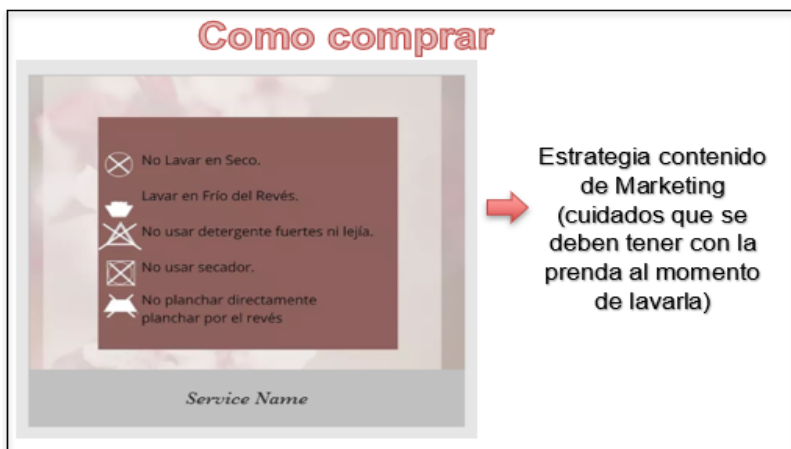 Como comprar
No Lavar en Seco.
Lavar en Frío del Revés.
No usar detergente fuertes ni lejía.
No usar secador.
No planchar directamente
planchar por el revés
Service Name
Estrategia contenido
de Marketing
(cuidados que se
deben tener con la
prenda al momento
de lavarla)